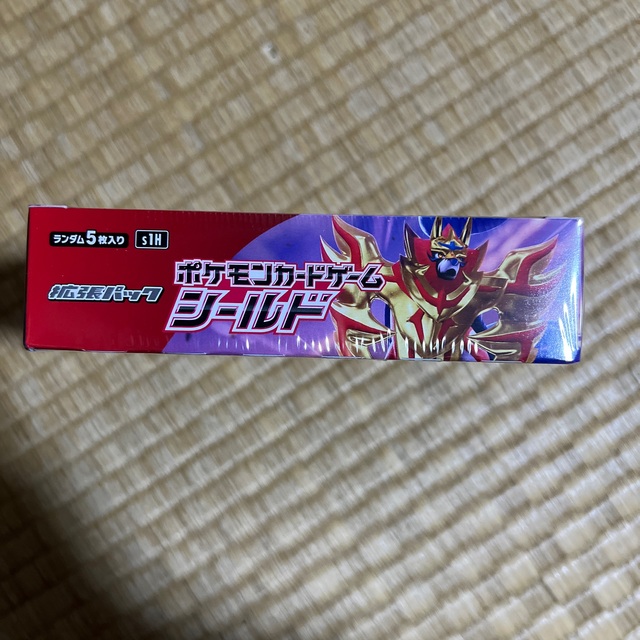 ランダム5枚入り S1H
拡張パック
ポケモンカードゲーム
シールド